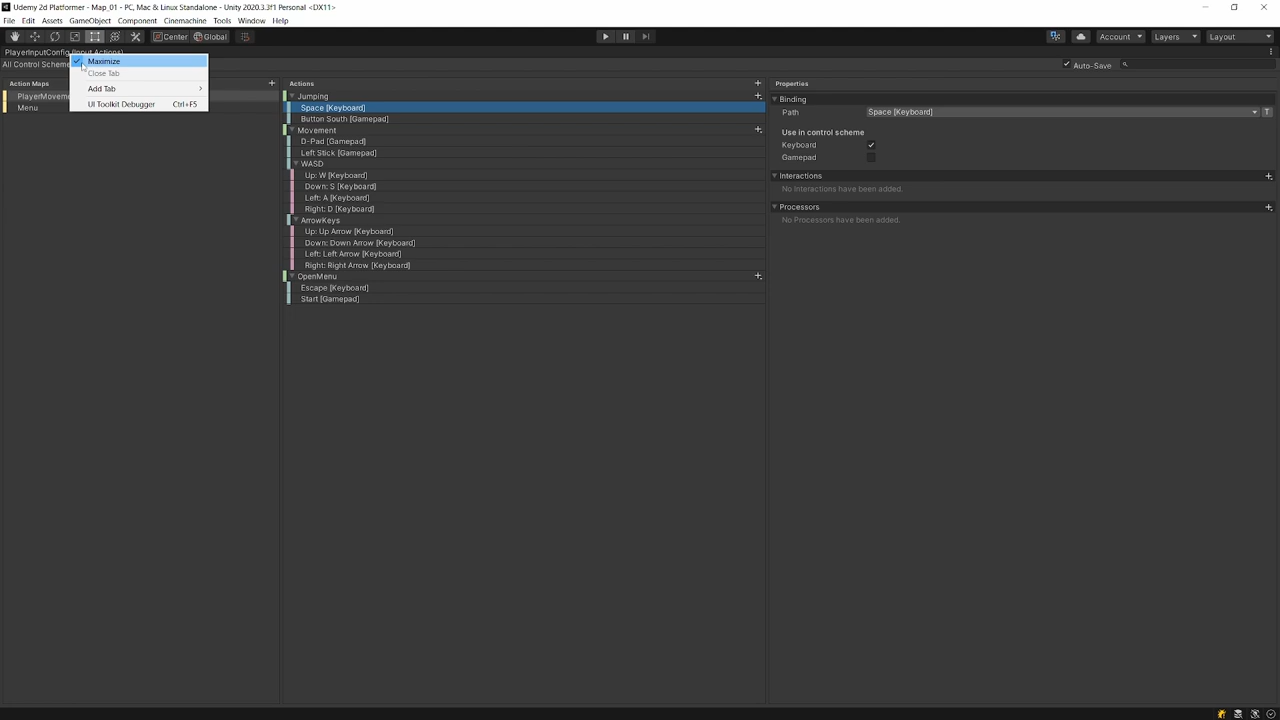 Udemy 2d Platformer - Map_01 - PC, Mac & Linux Standalone - Unity 2020.3.3f1 Personal <DX11>
File Edit Assets GameObject Component Cinemachine Tools Window Help
Center Global Account Layers Layout
PlayerInputConfig (Input Actions)
All Control Scheme Auto-Save
Maximize
Close Tab
Add Tab
UI Toolkit Debugger Ctrl+F5
Action Maps
PlayerMoveme
Menu
Actions
Jumping
Space [Keyboard]
Button South [Gamepad]
Movement
D-Pad [Gamepad]
Left Stick [Gamepad]
WASD
Up: W [Keyboard]
Down: S [Keyboard]
Left: A [Keyboard]
Right: D [Keyboard]
ArrowKeys
Up: Up Arrow [Keyboard]
Down: Down Arrow [Keyboard]
Left: Left Arrow [Keyboard]
Right: Right Arrow [Keyboard]
OpenMenu
Escape [Keyboard]
Start [Gamepad]
Properties
Binding
Path Space [Keyboard] T
Use in control scheme
Keyboard
Gamepad
Interactions
No Interactions have been added.
Processors
No Processors have been added.